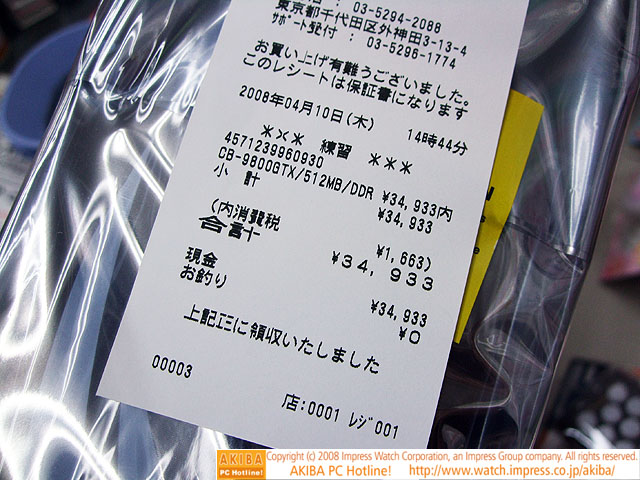 店 : 03-5294-2088
東京都千代田区外神田3-13-4
ｻﾎﾟｰﾄ受付 : 03-5296-1774
お買い上げ有難うございました。
このレシートは保証書になります
2008年04月10日(木) 14時44分
*** 練習 ***
4571239960930
CB-9800GTX/512MB/DDR ¥34,933内
小 計 ¥34,933
(内消費税 ¥1,663)
合計 ¥34,933
現金 ¥34,933
お釣り ¥0
上記正に領収いたしました
00003 店:0001 ﾚｼﾞ001
AKIBA PC Hotline!
Copyright (c) 2008 Impress Watch Corporation, an Impress Group company. All rights reserved.
AKIBA PC Hotline! http://www.watch.impress.co.jp/akiba/